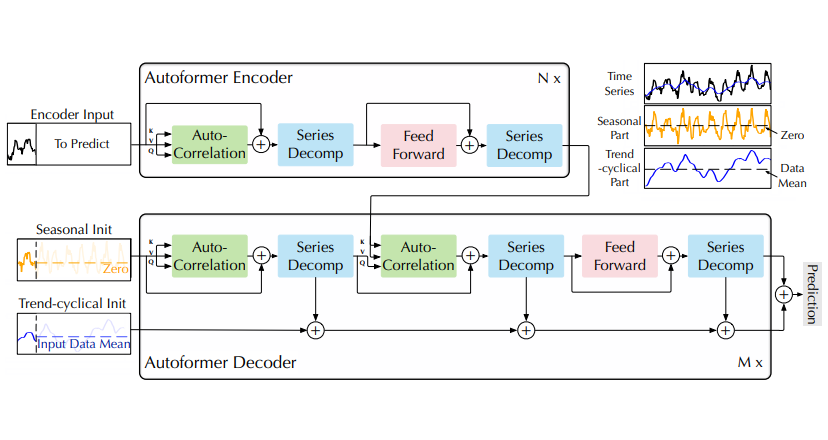 Autoformer Encoder
N x
Encoder Input
To Predict
K
V
Q
Auto-
Correlation
+
Series
Decomp
Feed
Forward
+
Series
Decomp
Time
Series
Seasonal
Part
Zero
Trend
-cyclical
Part
Data
Mean
Seasonal Init
Zero
K
V
Q
Auto-
Correlation
+
Series
Decomp
K
V
Q
Auto-
Correlation
+
Series
Decomp
Feed
Forward
+
Series
Decomp
+
Prediction
Trend-cyclical Init
Input Data Mean
+
+
+
Autoformer Decoder
M x